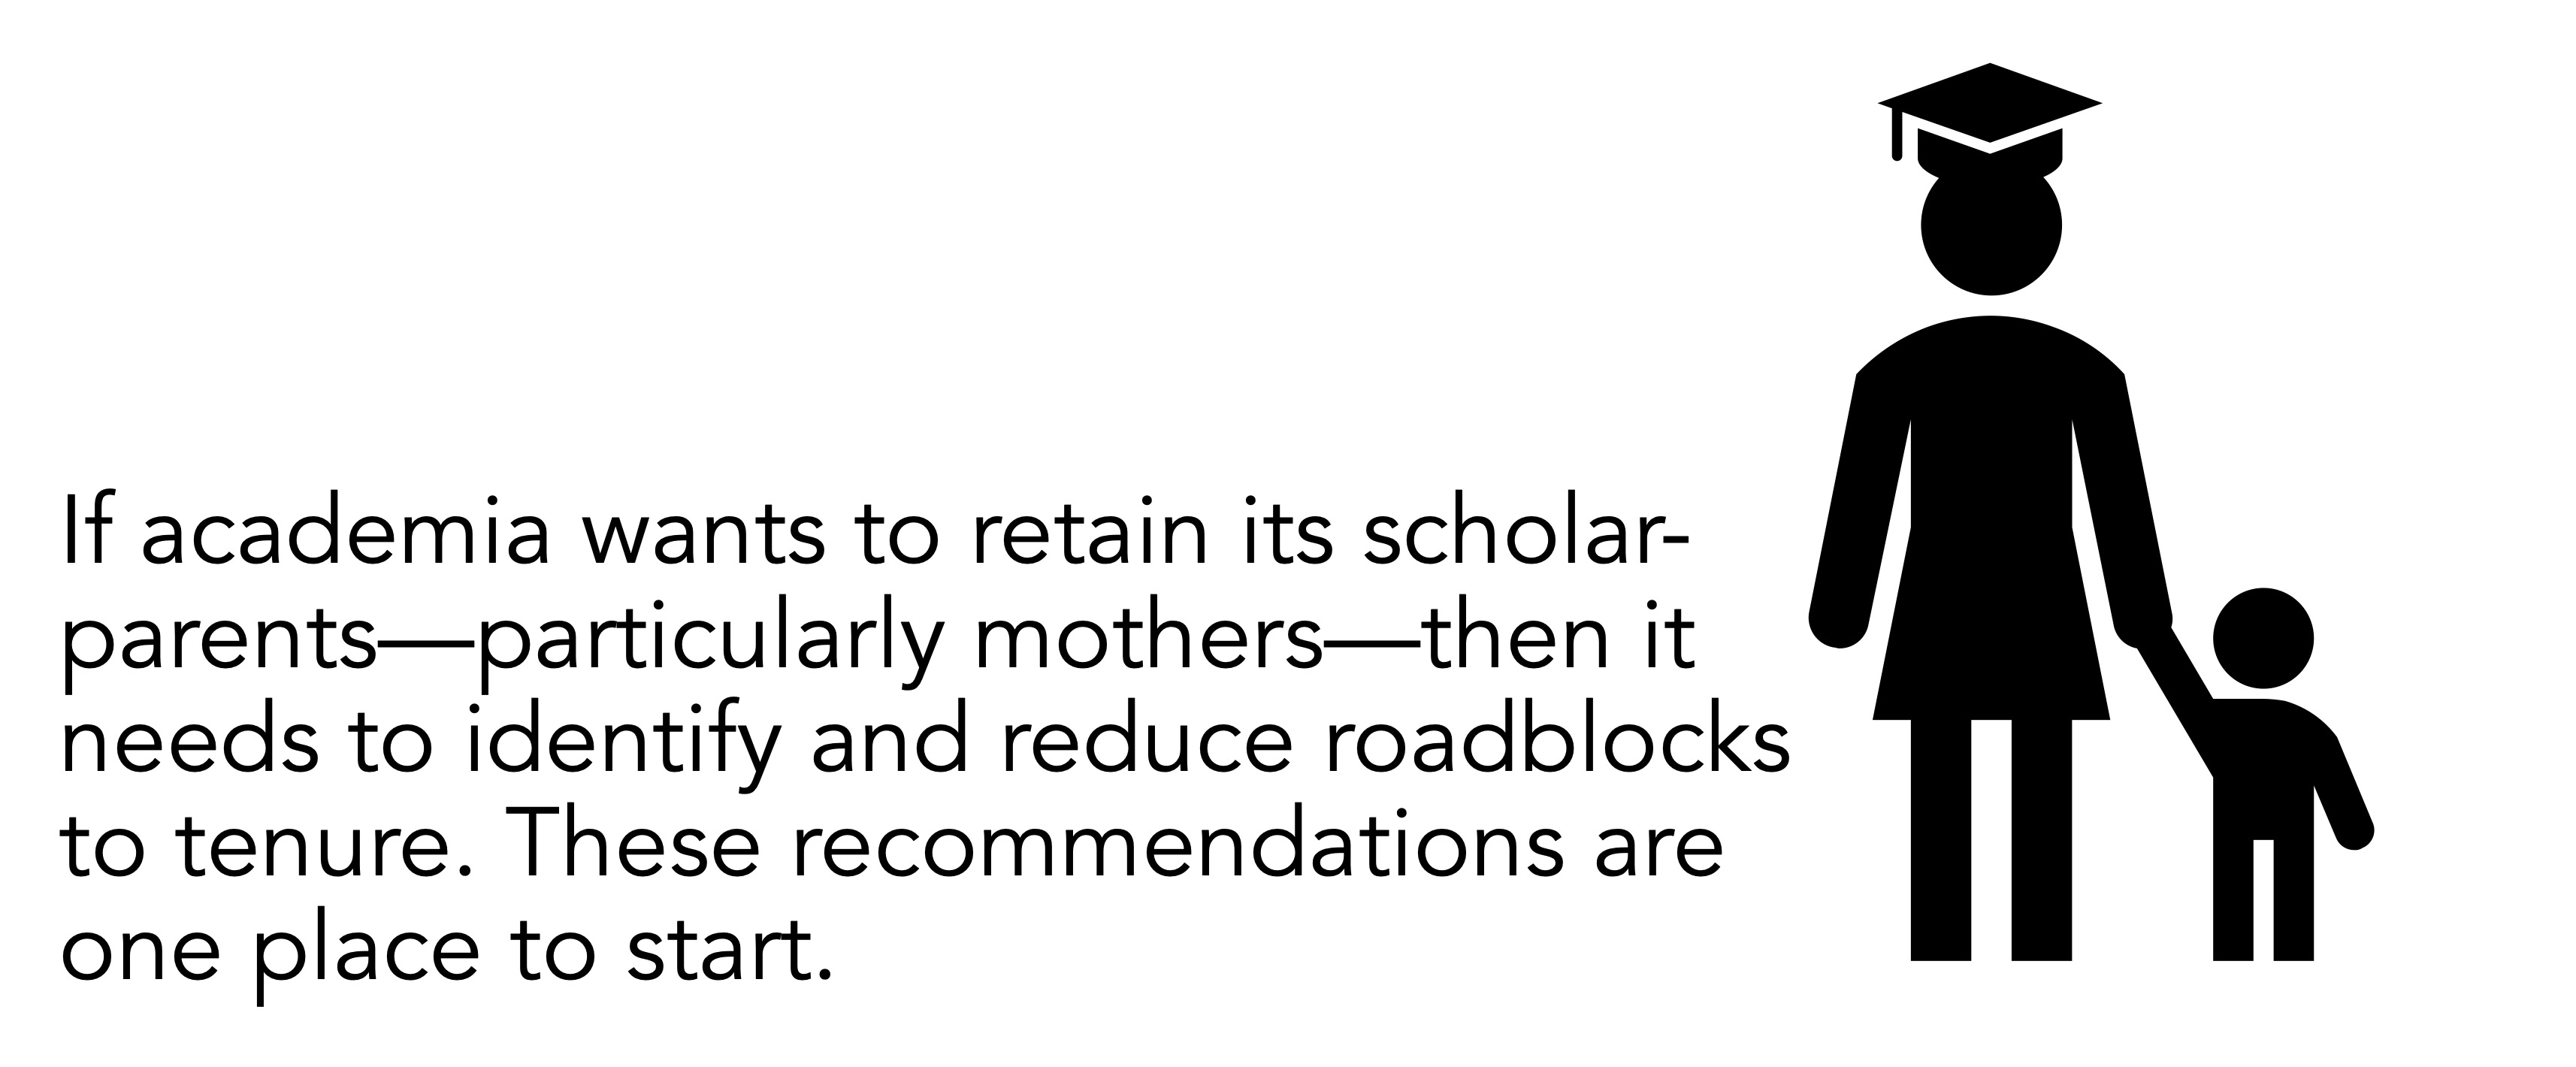 If academia wants to retain its scholar-
parents—particularly mothers—then it
needs to identify and reduce roadblocks
to tenure. These recommendations are
one place to start.